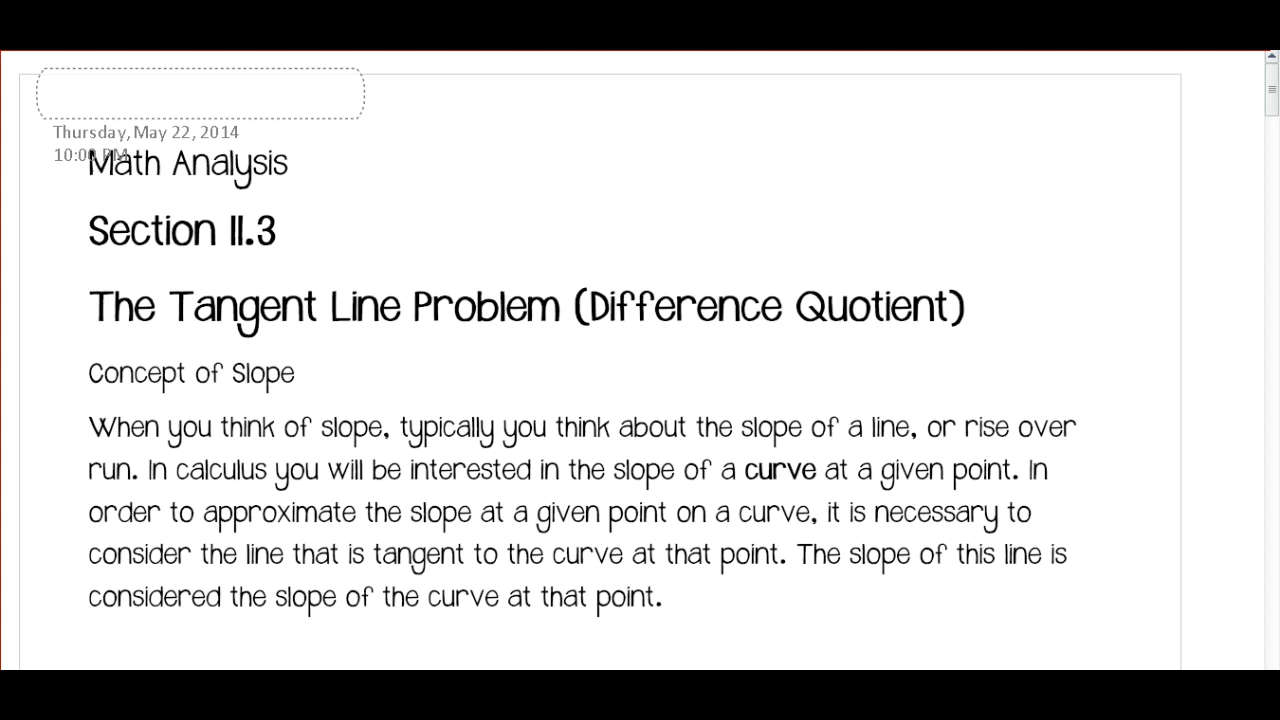 Thursday, May 22, 2014
10:00 PM
Math Analysis
Section 11.3
The Tangent Line Problem (Difference Quotient)
Concept of Slope
When you think of slope, typically you think about the slope of a line, or rise over
run. In calculus you will be interested in the slope of a curve at a given point. In
order to approximate the slope at a given point on a curve, it is necessary to
consider the line that is tangent to the curve at that point. The slope of this line is
considered the slope of the curve at that point.